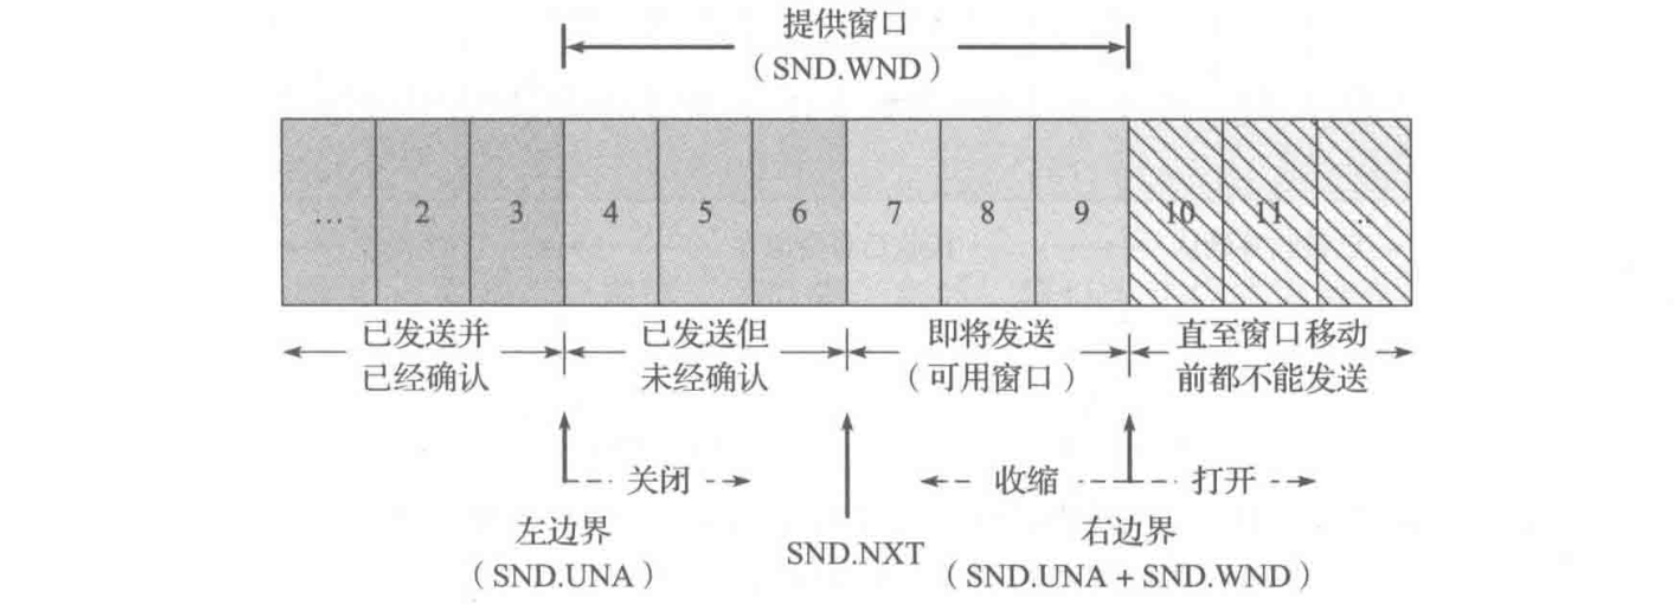 提供窗口
（SND.WND）
... 2 3 4 5 6 7 8 9 10 11 ..
已发送并 已发送但 即将发送 直至窗口移动
已经确认 未经确认 （可用窗口） 前都不能发送
关闭 收缩 打开
左边界 右边界
SND.NXT
（SND.UNA） （SND.UNA + SND.WND）